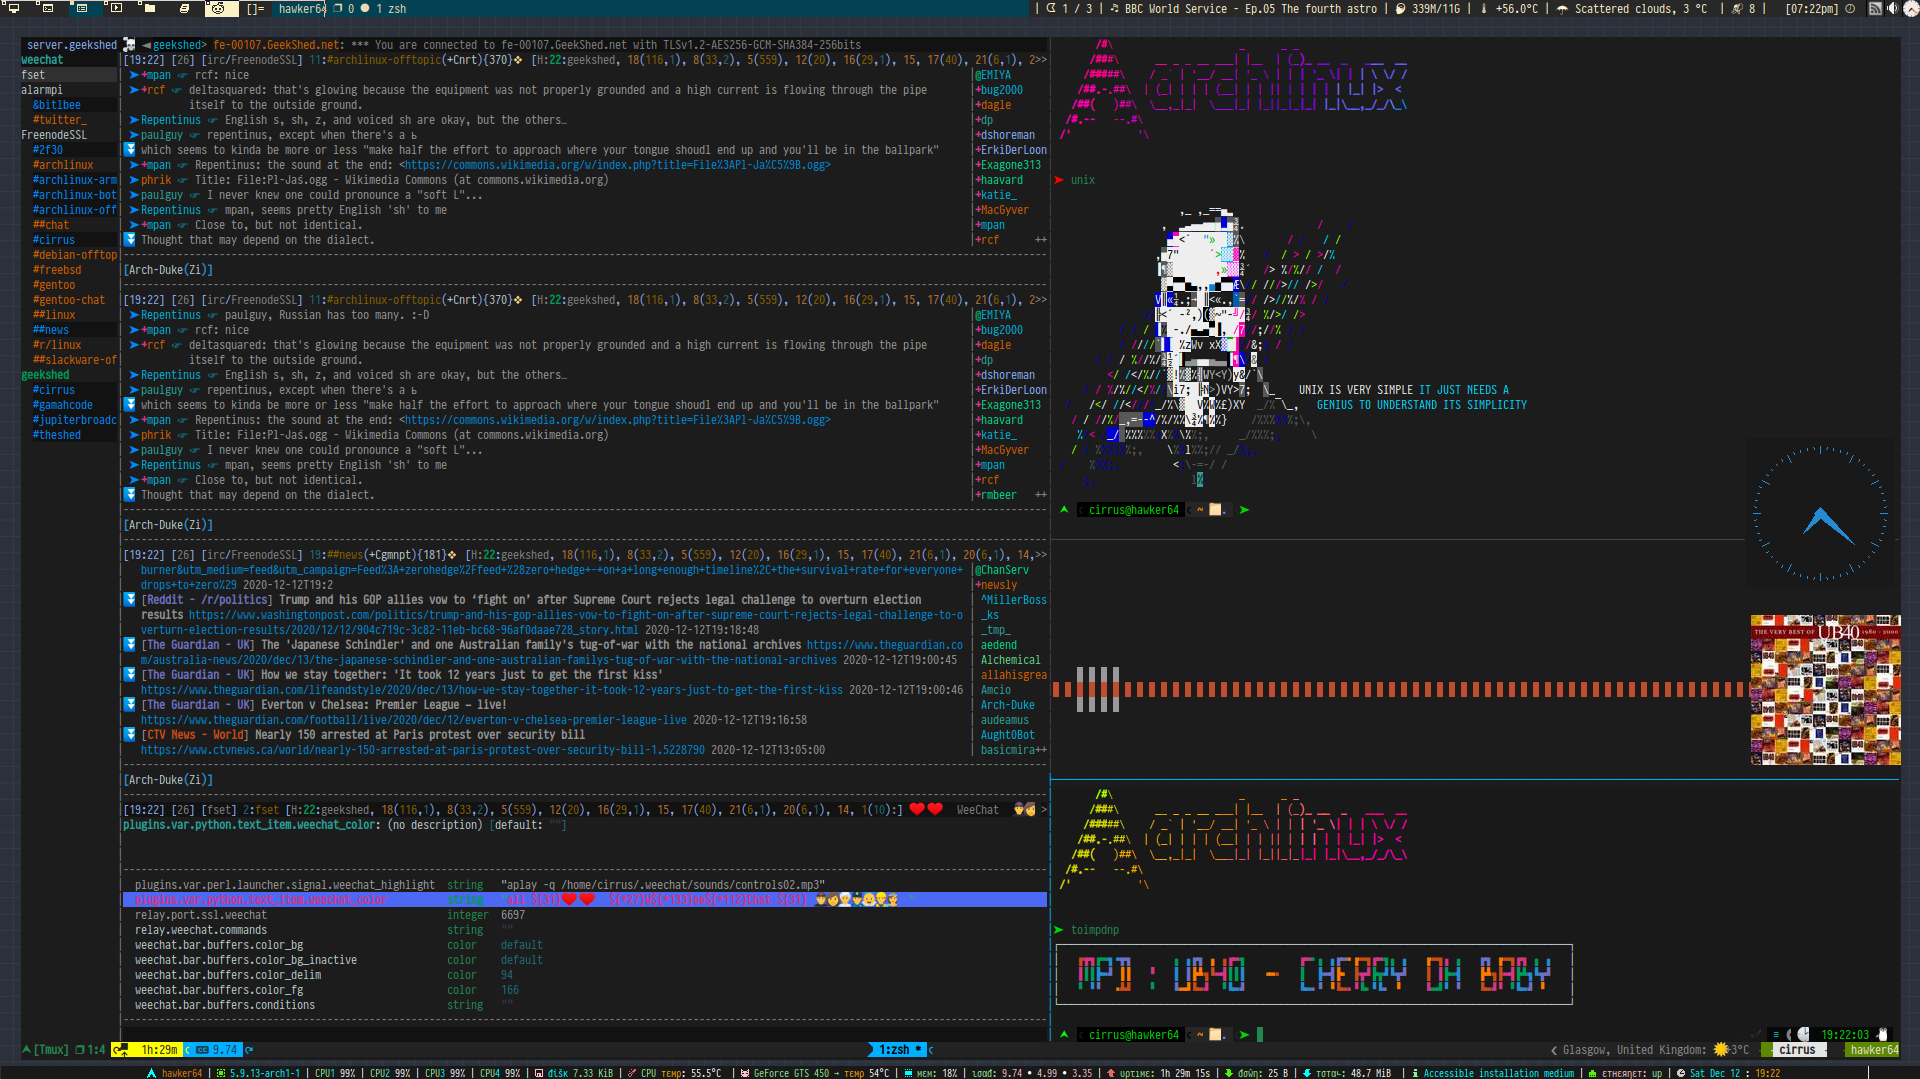 []= hawker64 0 1 zsh
1 / 3 | BBC World Service - Ep.05 The fourth astro | 339M/11G | +56.0°C | Scattered clouds, 3 °C | 8 | [07:22pm]
server.geekshed ◄geekshed> fe-00107.GeekShed.net: *** You are connected to fe-00107.GeekShed.net with TLSv1.2-AES256-GCM-SHA384-256bits
weechat
fset
alarmpi
&bitlbee
#twitter_
FreenodeSSL
#2f30
#archlinux
#archlinux-arm
#archlinux-bot
#archlinux-off
##chat
#cirrus
#debian-offtop
#freebsd
#gentoo
#gentoo-chat
##linux
##news
#r/linux
##slackware-of
geekshed
#cirrus
#gamahcode
#jupiterbroadc
#theshed
[19:22] [26] [irc/FreenodeSSL] 11:#archlinux-offtopic(+Cnrt){370} [H:22:geekshed, 18(116,1), 8(33,2), 5(559), 12(20), 16(29,1), 15, 17(40), 21(6,1), 2>>
+mpan ☞ rcf: nice
+rcf ☞ deltasquared: that's glowing because the equipment was not properly grounded and a high current is flowing through the pipe
itself to the outside ground.
Repentinus ☞ English s, sh, z, and voiced sh are okay, but the others…
paulguy ☞ repentinus, except when there's a ь
which seems to kinda be more or less "make half the effort to approach where your tongue shoudl end up and you'll be in the ballpark"
+mpan ☞ Repentinus: the sound at the end: <https://commons.wikimedia.org/w/index.php?title=File%3APl-Ja%C5%9B.ogg>
phrik ☞ Title: File:Pl-Jaś.ogg - Wikimedia Commons (at commons.wikimedia.org)
paulguy ☞ I never knew one could pronounce a "soft L"...
Repentinus ☞ mpan, seems pretty English 'sh' to me
+mpan ☞ Close to, but not identical.
Thought that may depend on the dialect.
@EMIYA
+bug2000
+dagle
+dp
+dshoreman
+ErkiDerLoon
+Exagone313
+haavard
+katie_
+MacGyver
+mpan
+rcf ++
[Arch-Duke(Zi)]
[19:22] [26] [irc/FreenodeSSL] 11:#archlinux-offtopic(+Cnrt){370} [H:22:geekshed, 18(116,1), 8(33,2), 5(559), 12(20), 16(29,1), 15, 17(40), 21(6,1), 2>>
Repentinus ☞ paulguy, Russian has too many. :-D
+mpan ☞ rcf: nice
+rcf ☞ deltasquared: that's glowing because the equipment was not properly grounded and a high current is flowing through the pipe
itself to the outside ground.
Repentinus ☞ English s, sh, z, and voiced sh are okay, but the others…
paulguy ☞ repentinus, except when there's a ь
which seems to kinda be more or less "make half the effort to approach where your tongue shoudl end up and you'll be in the ballpark"
+mpan ☞ Repentinus: the sound at the end: <https://commons.wikimedia.org/w/index.php?title=File%3APl-Ja%C5%9B.ogg>
phrik ☞ Title: File:Pl-Jaś.ogg - Wikimedia Commons (at commons.wikimedia.org)
paulguy ☞ I never knew one could pronounce a "soft L"...
Repentinus ☞ mpan, seems pretty English 'sh' to me
+mpan ☞ Close to, but not identical.
Thought that may depend on the dialect.
@EMIYA
+bug2000
+dagle
+dp
+dshoreman
+ErkiDerLoon
+Exagone313
+haavard
+katie_
+MacGyver
+mpan
+rcf
+rmbeer ++
[Arch-Duke(Zi)]
[19:22] [26] [irc/FreenodeSSL] 19:##news(+Cgmnpt){181} [H:22:geekshed, 18(116,1), 8(33,2), 5(559), 12(20), 16(29,1), 15, 17(40), 21(6,1), 20(6,1), 14,>>
burner&utm_medium=feed&utm_campaign=Feed%3A+zerohedge%2Ffeed+%28zero+hedge+-+on+a+long+enough+timeline%2C+the+survival+rate+for+everyone+
drops+to+zero%29 2020-12-12T19:2
[Reddit - /r/politics] Trump and his GOP allies vow to ‘fight on’ after Supreme Court rejects legal challenge to overturn election
results https://www.washingtonpost.com/politics/trump-and-his-gop-allies-vow-to-fight-on-after-supreme-court-rejects-legal-challenge-to-o
verturn-election-results/2020/12/12/904c719c-3c82-11eb-bc68-96af0daae728_story.html 2020-12-12T19:18:48
[The Guardian - UK] The 'Japanese Schindler' and one Australian family's tug-of-war with the national archives https://www.theguardian.co
m/australia-news/2020/dec/13/the-japanese-schindler-and-one-australian-familys-tug-of-war-with-the-national-archives 2020-12-12T19:00:45
[The Guardian - UK] How we stay together: 'It took 12 years just to get the first kiss'
https://www.theguardian.com/lifeandstyle/2020/dec/13/how-we-stay-together-it-took-12-years-just-to-get-the-first-kiss 2020-12-12T19:00:46
[The Guardian - UK] Everton v Chelsea: Premier League – live!
https://www.theguardian.com/football/live/2020/dec/12/everton-v-chelsea-premier-league-live 2020-12-12T19:16:58
[CTV News - World] Nearly 150 arrested at Paris protest over security bill
https://www.ctvnews.ca/world/nearly-150-arrested-at-paris-protest-over-security-bill-1.5228790 2020-12-12T13:05:00
@ChanServ
+newsly
^MillerBoss
_ks
_tmp_
aedend
Alchemical
allahisgrea
Amcio
Arch-Duke
audeamus
Aught0Bot
basicmira++
[Arch-Duke(Zi)]
[19:22] [26] [fset] 2:fset [H:22:geekshed, 18(116,1), 8(33,2), 5(559), 12(20), 16(29,1), 15, 17(40), 21(6,1), 20(6,1), 14, 1(10):] WeeChat >
plugins.var.python.text_item.weechat_color: (no description) [default: ""]
plugins.var.perl.launcher.signal.weechat_highlight string "aplay -q /home/cirrus/.weechat/sounds/controls02.mp3"
plugins.var.python.text_item.weechat_color string
relay.port.ssl.weechat integer 6697
relay.weechat.commands string ""
weechat.bar.buffers.color_bg color default
weechat.bar.buffers.color_bg_inactive color default
weechat.bar.buffers.color_delim color 94
weechat.bar.buffers.color_fg color 166
weechat.bar.buffers.conditions string ""
[Tmux] 1:4 1h:29m 9.74 1:zsh *
archlinux
unix
UNIX IS VERY SIMPLE IT JUST NEEDS A
GENIUS TO UNDERSTAND ITS SIMPLICITY
cirrus@hawker64 ~
THE VERY BEST OF UB40 1980 - 2000
archlinux
toimpdnp
cirrus@hawker64 ~
19:22:03
Glasgow, United Kingdom: 3°C cirrus hawker64
hawker64 | 5.9.13-arch1-1 | CPU1 99% | CPU2 99% | CPU3 99% | CPU4 99% | 7.33 KiB | 55.5°C | GeForce GTS 450 → 54°C | 18% | 9.74 • 4.99 • 3.35 | 1h 29m 15s | 25 B | 48.7 MiB | Accessible installation medium | up | Sat Dec 12 : 19:22